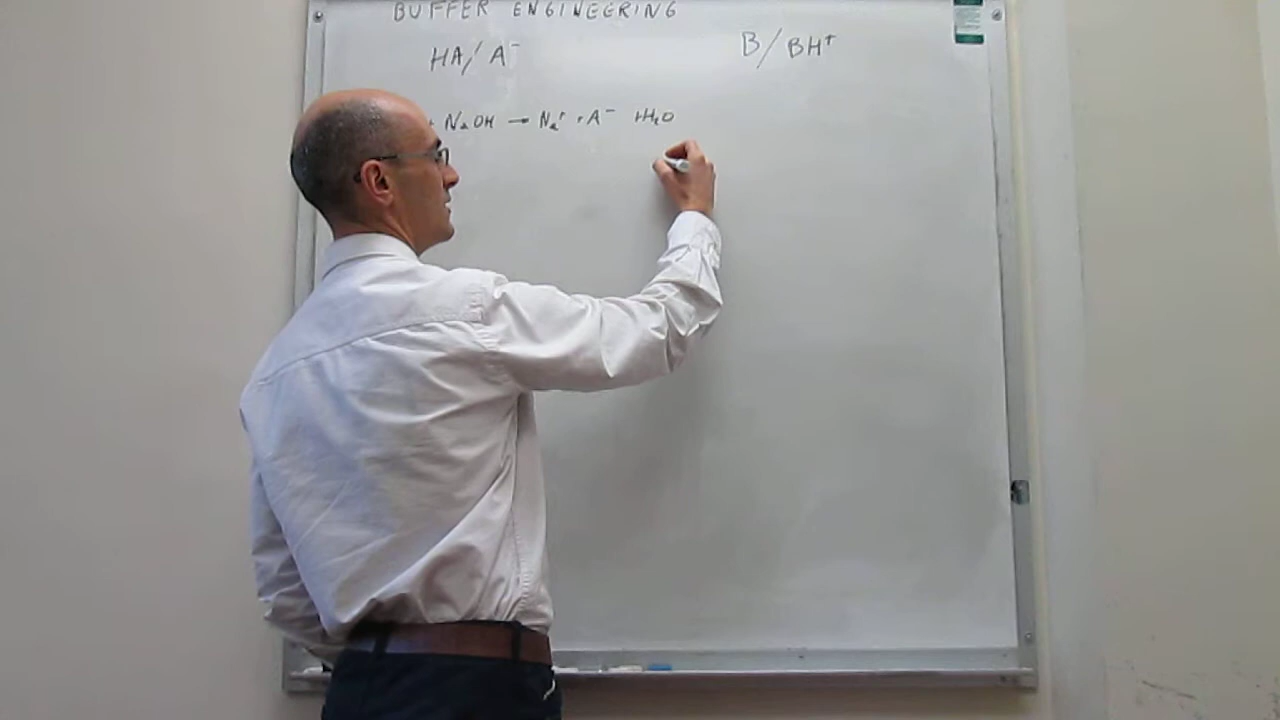 BUFFER ENGINEERING
HA/A⁻ B/BH⁺
+ NaOH → Na⁺ + A⁻ + H₂O